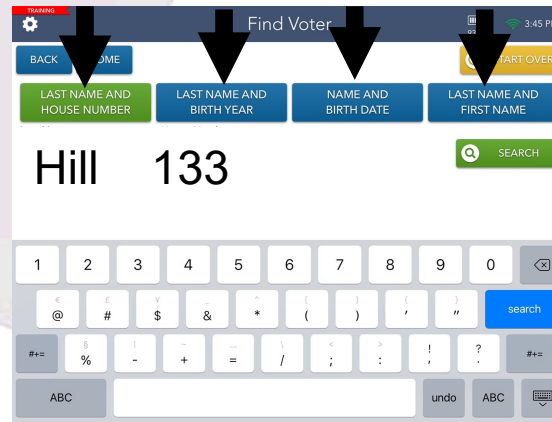 TRAINING
Find Voter
3:45 PM
BACK
LAST NAME AND HOUSE NUMBER
LAST NAME AND BIRTH YEAR
NAME AND BIRTH DATE
LAST NAME AND FIRST NAME
Hill 133
SEARCH
1 2 3 4 5 6 7 8 9 0
@ # $ & * ( ) ' "
search
#+= % - + = / ; : , . #+=
! ?
ABC undo ABC